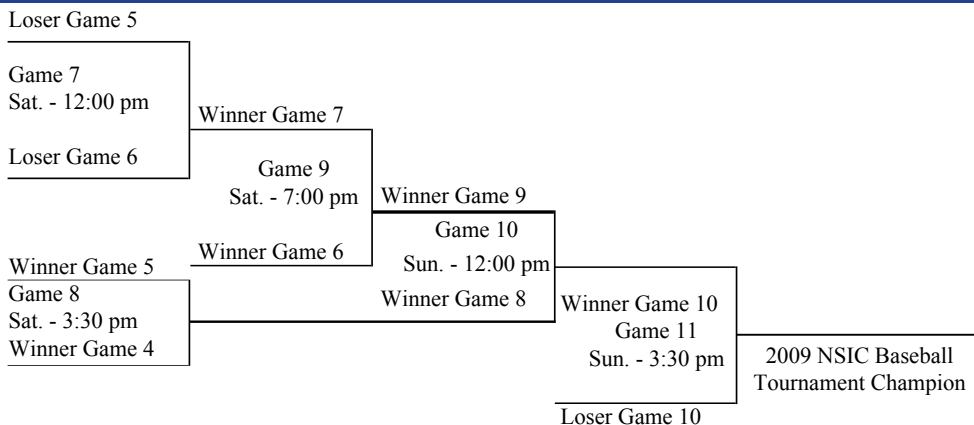 Loser Game 5
Game 7
Sat. - 12:00 pm
Loser Game 6
Winner Game 7
Game 9
Sat. - 7:00 pm
Winner Game 6
Winner Game 5
Game 8
Sat. - 3:30 pm
Winner Game 4
Winner Game 9
Game 10
Sun. - 12:00 pm
Winner Game 8
Winner Game 10
Game 11
Sun. - 3:30 pm
Loser Game 10
2009 NSIC Baseball
Tournament Champion